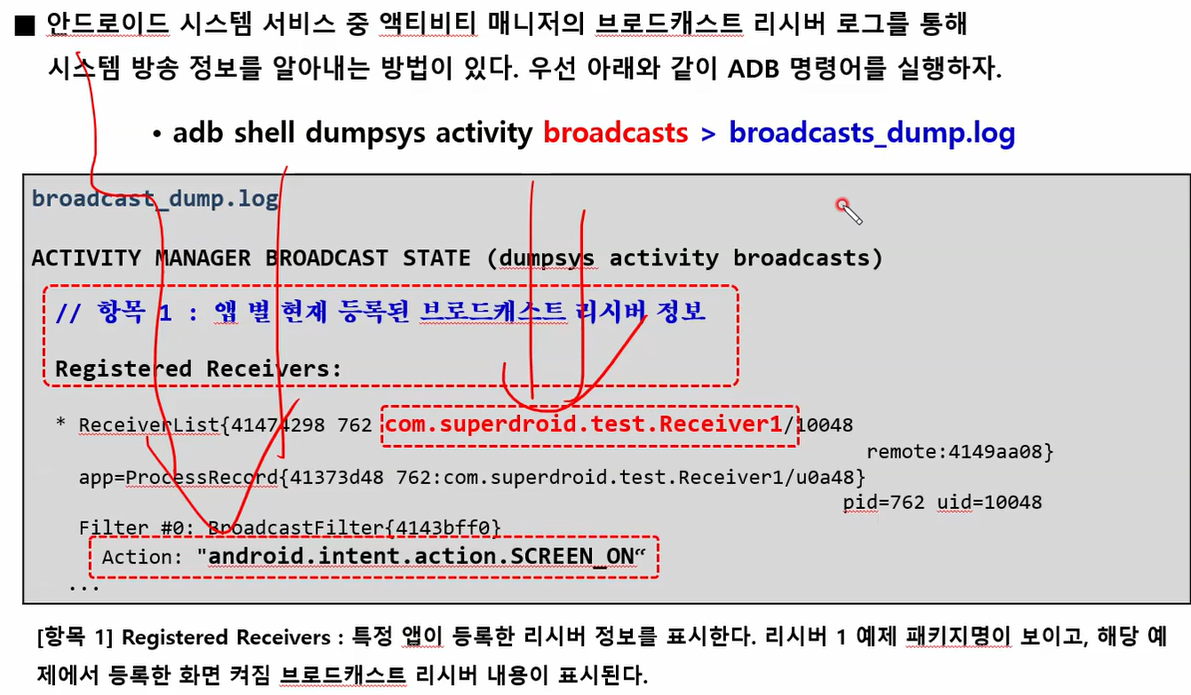 ■ 안드로이드 시스템 서비스 중 액티비티 매니저의 브로드캐스트 리시버 로그를 통해
시스템 방송 정보를 알아내는 방법이 있다. 우선 아래와 같이 ADB 명령어를 실행하자.
• adb shell dumpsys activity broadcasts > broadcasts_dump.log
broadcast_dump.log
ACTIVITY MANAGER BROADCAST STATE (dumpsys activity broadcasts)
// 항목 1 : 앱 별 현재 등록된 브로드캐스트 리시버 정보
Registered Receivers:
* ReceiverList{41474298 762 com.superdroid.test.Receiver1/10048
remote:4149aa08}
app=ProcessRecord{41373d48 762:com.superdroid.test.Receiver1/u0a48}
pid=762 uid=10048
Filter #0: BroadcastFilter{4143bff0}
Action: "android.intent.action.SCREEN_ON“
...
[항목 1] Registered Receivers : 특정 앱이 등록한 리시버 정보를 표시한다. 리시버 1 예제 패키지명이 보이고, 해당 예
제에서 등록한 화면 켜짐 브로드캐스트 리시버 내용이 표시된다.